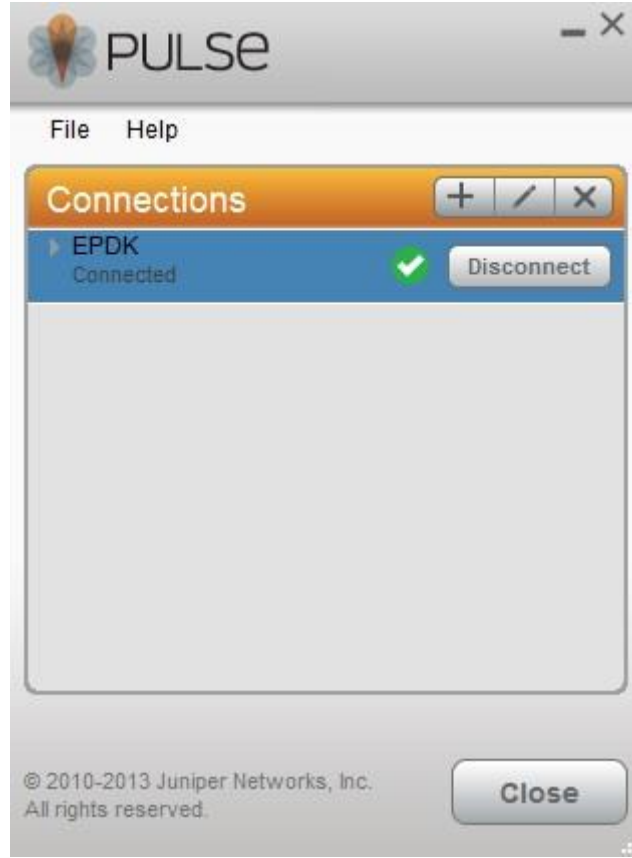 PULSe
File Help
Connections
EPDK
Connected
Disconnect
© 2010-2013 Juniper Networks, Inc.
All rights reserved.
Close